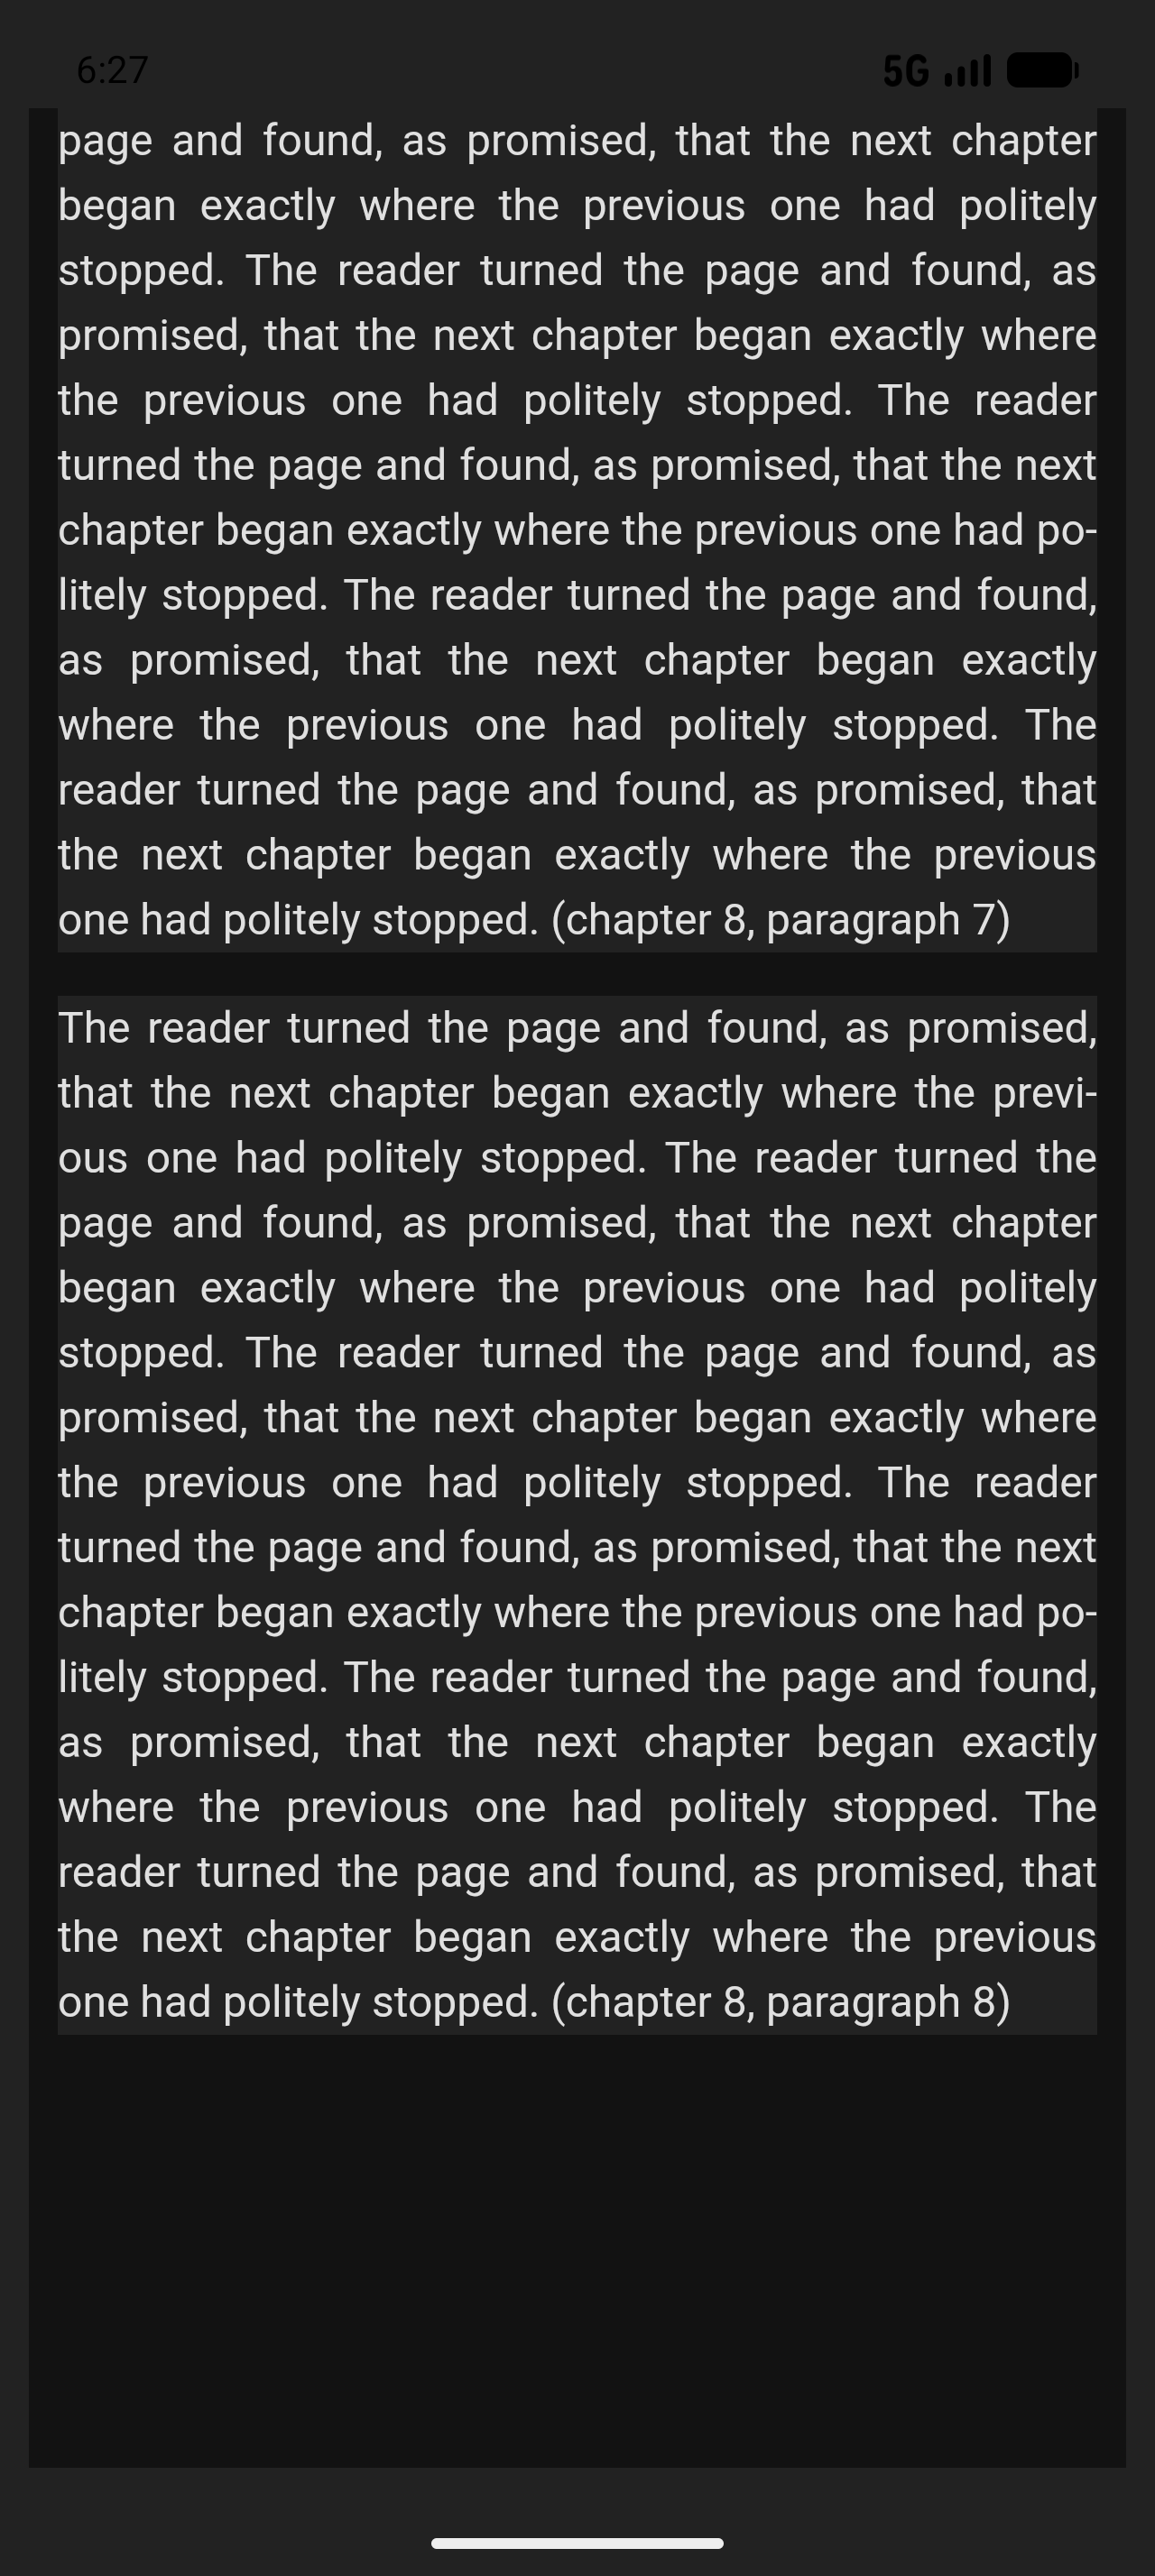 6:27
5G
page and found, as promised, that the next chapter
began exactly where the previous one had politely
stopped. The reader turned the page and found, as
promised, that the next chapter began exactly where
the previous one had politely stopped. The reader
turned the page and found, as promised, that the next
chapter began exactly where the previous one had po-
litely stopped. The reader turned the page and found,
as promised, that the next chapter began exactly
where the previous one had politely stopped. The
reader turned the page and found, as promised, that
the next chapter began exactly where the previous
one had politely stopped. (chapter 8, paragraph 7)
The reader turned the page and found, as promised,
that the next chapter began exactly where the previ-
ous one had politely stopped. The reader turned the
page and found, as promised, that the next chapter
began exactly where the previous one had politely
stopped. The reader turned the page and found, as
promised, that the next chapter began exactly where
the previous one had politely stopped. The reader
turned the page and found, as promised, that the next
chapter began exactly where the previous one had po-
litely stopped. The reader turned the page and found,
as promised, that the next chapter began exactly
where the previous one had politely stopped. The
reader turned the page and found, as promised, that
the next chapter began exactly where the previous
one had politely stopped. (chapter 8, paragraph 8)